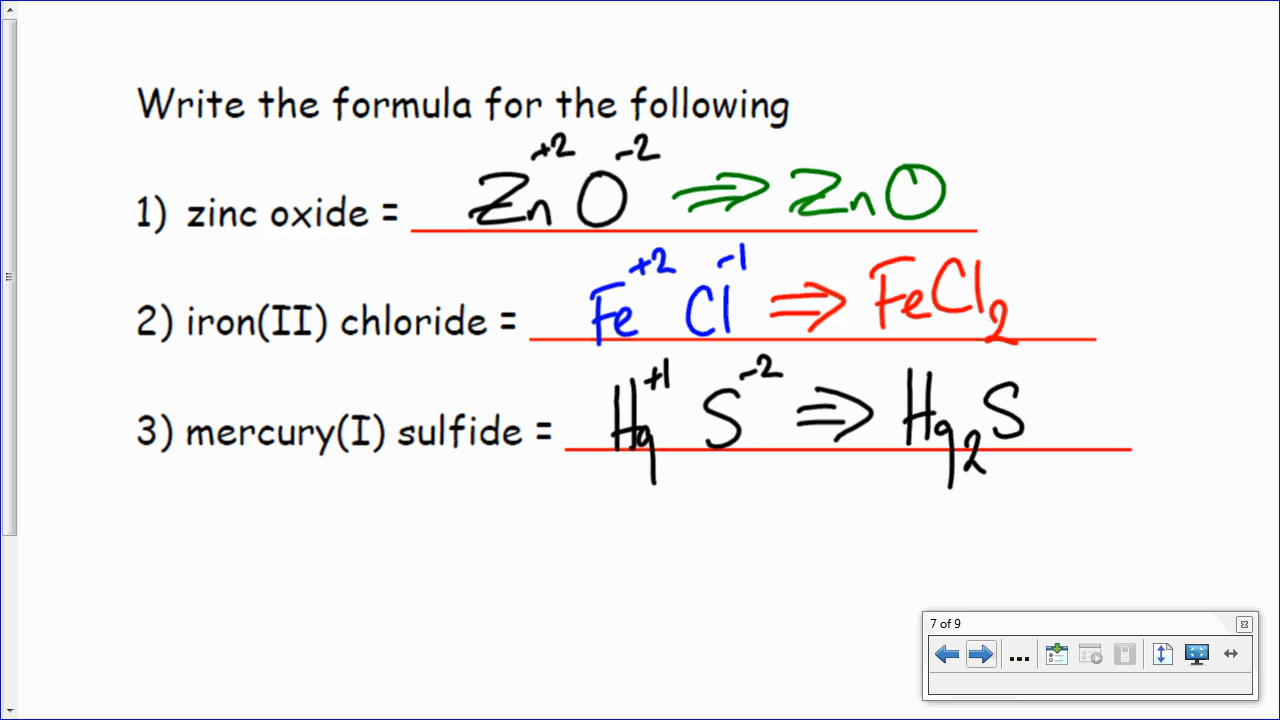 Write the formula for the following
1) zinc oxide = Zn⁺² O⁻² ⇒ ZnO
2) iron(II) chloride = Fe⁺² Cl⁻¹ ⇒ FeCl₂
3) mercury(I) sulfide = Hg⁺¹ S⁻² ⇒ Hg₂S
7 of 9
...